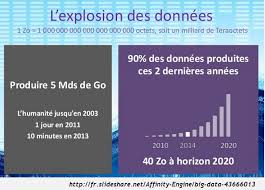 L'explosion des données
1 Zo = 1 000 000 000 000 000 000 000 octets, soit un milliard de Teraoctets
Produire 5 Mds de Go
L'humanité jusqu'en 2003
1 jour en 2011
10 minutes en 2013
90% des données produites
ces 2 dernières années
2010 2014 2020
40 Zo à horizon 2020
http://fr.slideshare.net/Affinity-Engine/big-data-43666013